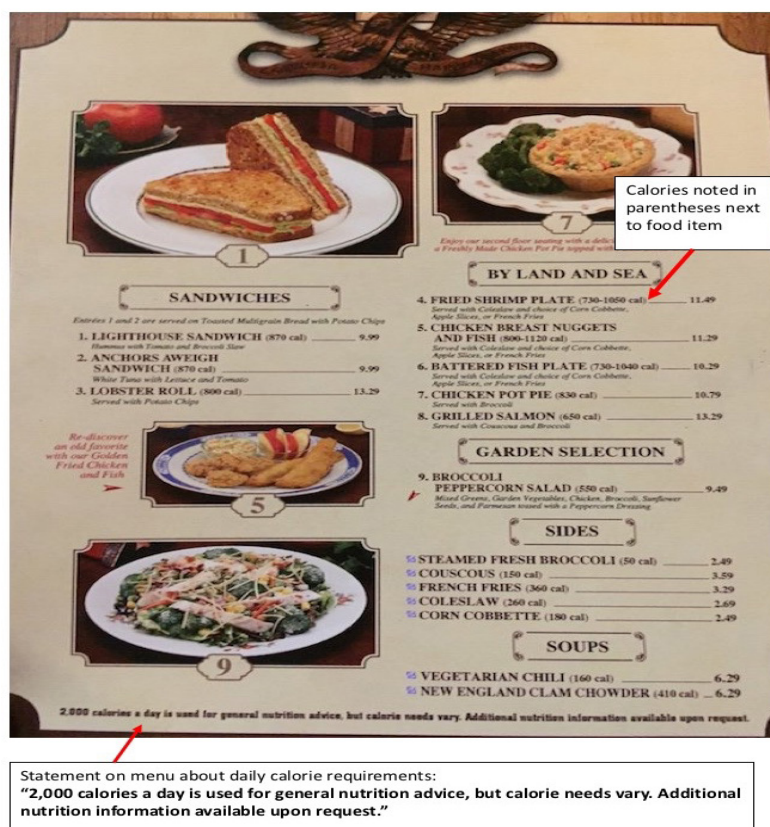 1
7
Enjoy our second floor seating with a delici
a Freshly Made Chicken Pot Pie topped with
Calories noted in
parentheses next
to food item
SANDWICHES
Entrées 1 and 2 are served on Toasted Multigrain Bread with Potato Chips
1. LIGHTHOUSE SANDWICH (870 cal) 9.99
Hummus with Tomato and Broccoli Slaw
2. ANCHORS AWEIGH
SANDWICH (870 cal) 9.99
White Tuna with Lettuce and Tomato
3. LOBSTER ROLL (800 cal) 13.29
Served with Potato Chips
Re-discover
an old favorite
with our Golden
Fried Chicken
and Fish
5
9
BY LAND AND SEA
4. FRIED SHRIMP PLATE (730-1050 cal) 11.49
Served with Coleslaw and choice of Corn Cobbette,
Apple Slices, or French Fries
5. CHICKEN BREAST NUGGETS
AND FISH (800-1120 cal) 11.29
Served with Coleslaw and choice of Corn Cobbette,
Apple Slices, or French Fries
6. BATTERED FISH PLATE (730-1040 cal) 10.29
Served with Coleslaw and choice of Corn Cobbette,
Apple Slices, or French Fries
7. CHICKEN POT PIE (830 cal) 10.79
Served with Broccoli
8. GRILLED SALMON (650 cal) 13.29
Served with Couscous and Broccoli
GARDEN SELECTION
9. BROCCOLI
PEPPERCORN SALAD (550 cal) 9.49
Mixed Greens, Garden Vegetables, Chicken, Broccoli, Sunflower
Seeds, and Parmesan tossed with a Peppercorn Dressing
SIDES
STEAMED FRESH BROCCOLI (50 cal) 2.49
COUSCOUS (150 cal) 3.59
FRENCH FRIES (360 cal) 3.29
COLESLAW (260 cal) 2.69
CORN COBBETTE (180 cal) 2.49
SOUPS
VEGETARIAN CHILI (160 cal) 6.29
NEW ENGLAND CLAM CHOWDER (410 cal) 6.29
2,000 calories a day is used for general nutrition advice, but calorie needs vary. Additional nutrition information available upon request.
Statement on menu about daily calorie requirements:
“2,000 calories a day is used for general nutrition advice, but calorie needs vary. Additional
nutrition information available upon request.”